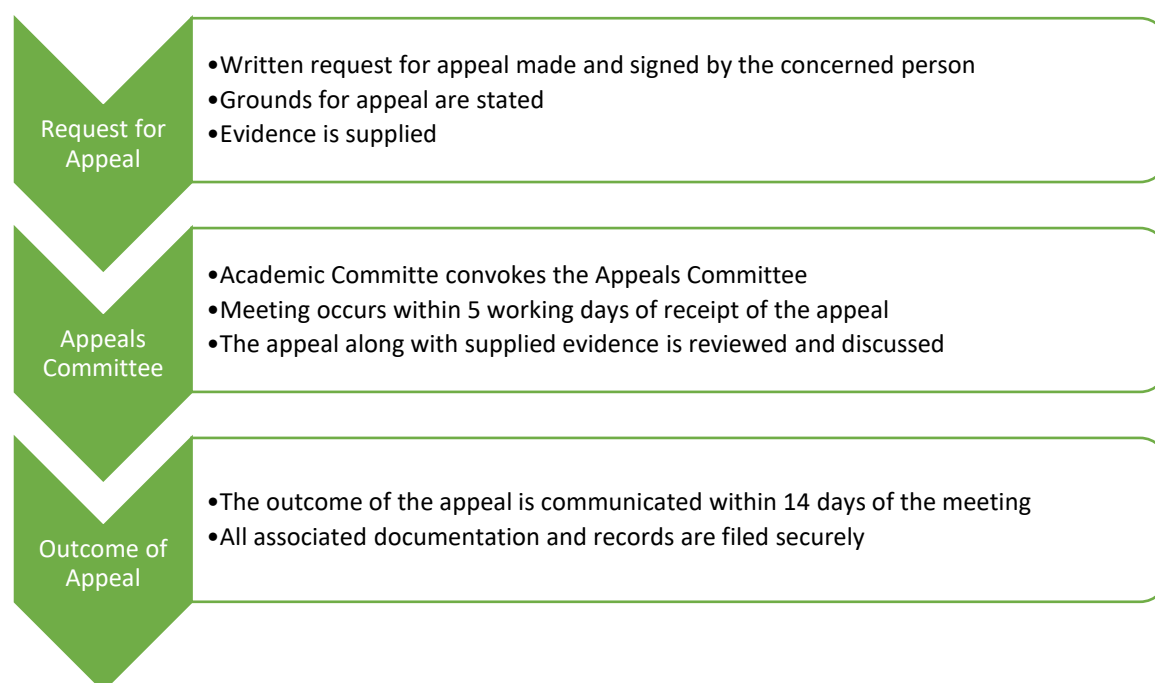 Request for
Appeal
•Written request for appeal made and signed by the concerned person
•Grounds for appeal are stated
•Evidence is supplied
Appeals
Committee
•Academic Committe convokes the Appeals Committee
•Meeting occurs within 5 working days of receipt of the appeal
•The appeal along with supplied evidence is reviewed and discussed
Outcome of
Appeal
•The outcome of the appeal is communicated within 14 days of the meeting
•All associated documentation and records are filed securely